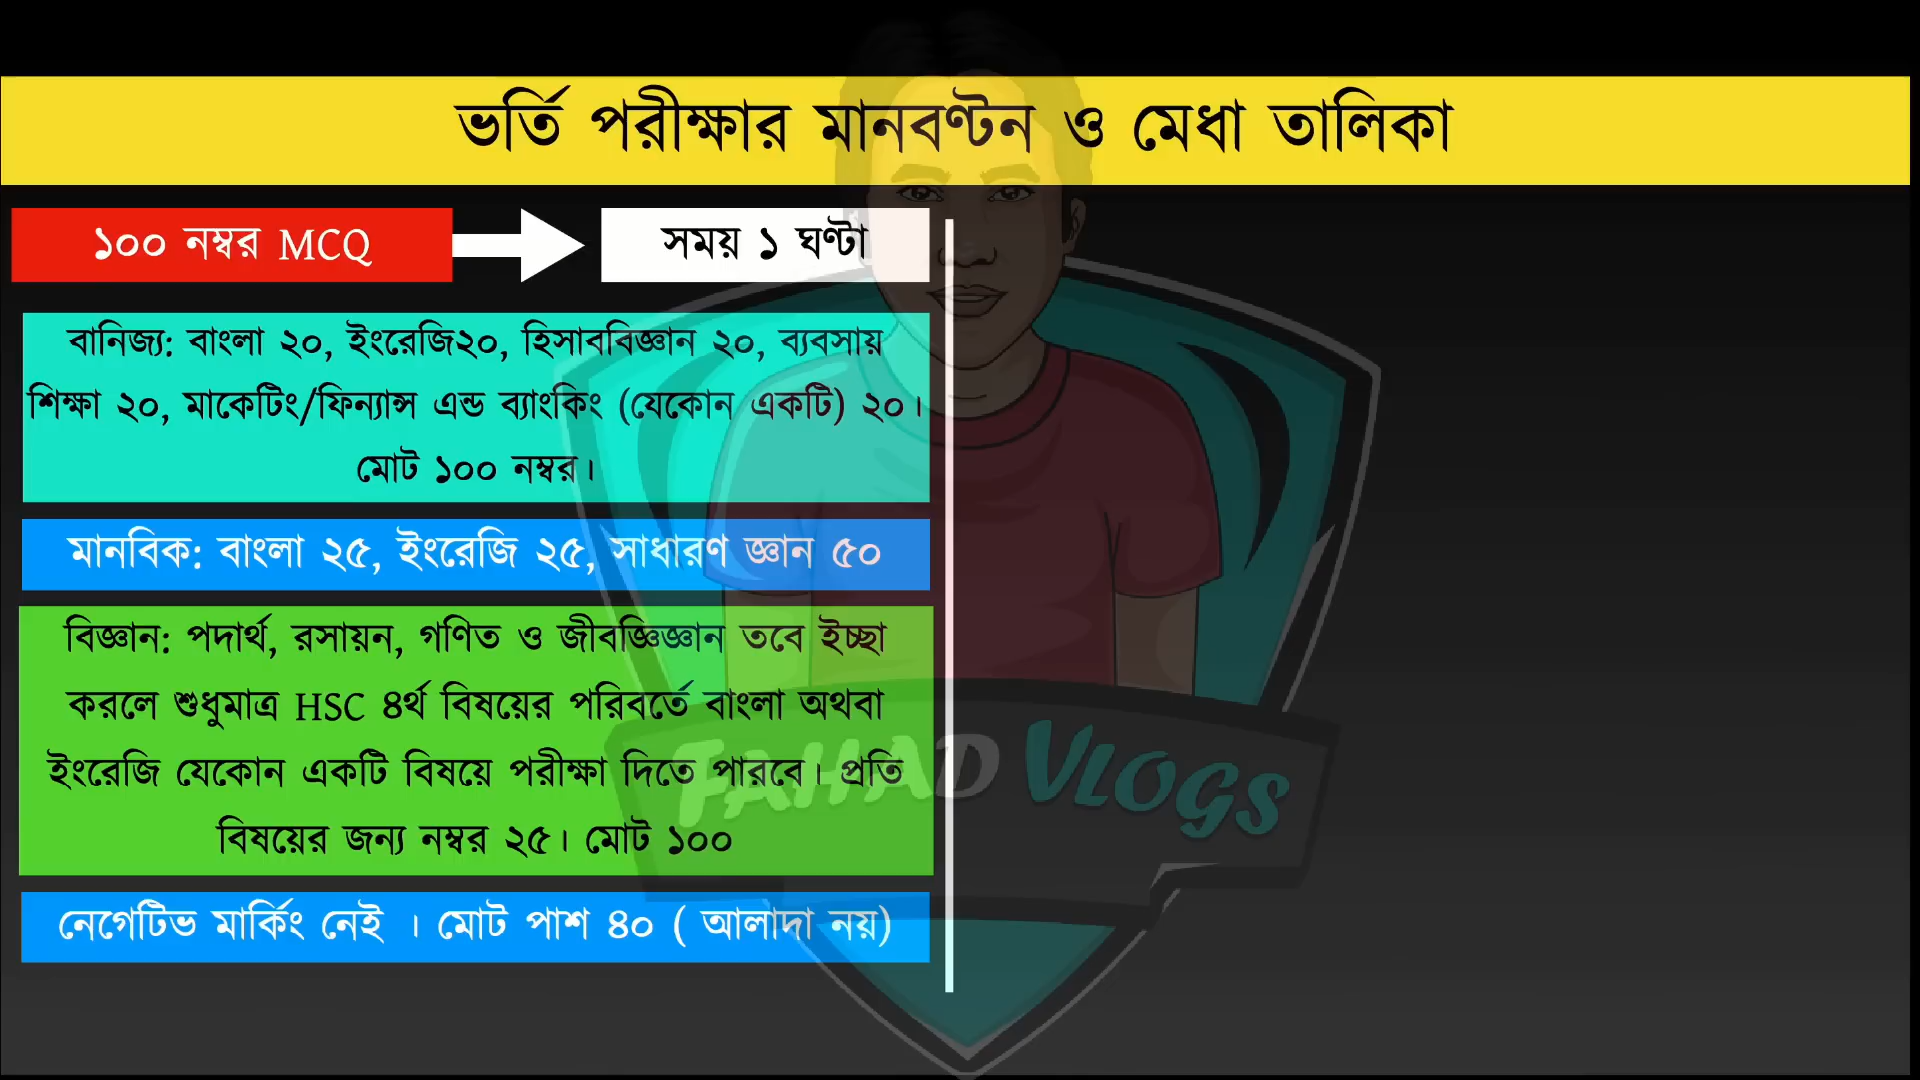 ভর্তি পরীক্ষার মানবণ্টন ও মেধা তালিকা
১০০ নম্বর MCQ
সময় ১ ঘণ্টা
বানিজ্য: বাংলা ২০, ইংরেজি২০, হিসাববিজ্ঞান ২০, ব্যবসায়
শিক্ষা ২০, মাকেটিং/ফিন্যান্স এন্ড ব্যাংকিং (যেকোন একটি) ২০।
মোট ১০০ নম্বর।
মানবিক: বাংলা ২৫, ইংরেজি ২৫, সাধারণ জ্ঞান ৫০
বিজ্ঞান: পদার্থ, রসায়ন, গণিত ও জীবজ্ঞিজ্ঞান তবে ইচ্ছা
করলে শুধুমাত্র HSC ৪র্থ বিষয়ের পরিবর্তে বাংলা অথবা
ইংরেজি যেকোন একটি বিষয়ে পরীক্ষা দিতে পারবে। প্রতি
বিষয়ের জন্য নম্বর ২৫। মোট ১০০
নেগেটিভ মার্কিং নেই । মোট পাশ ৪০ ( আলাদা নয়)
FAHAD VLOGS